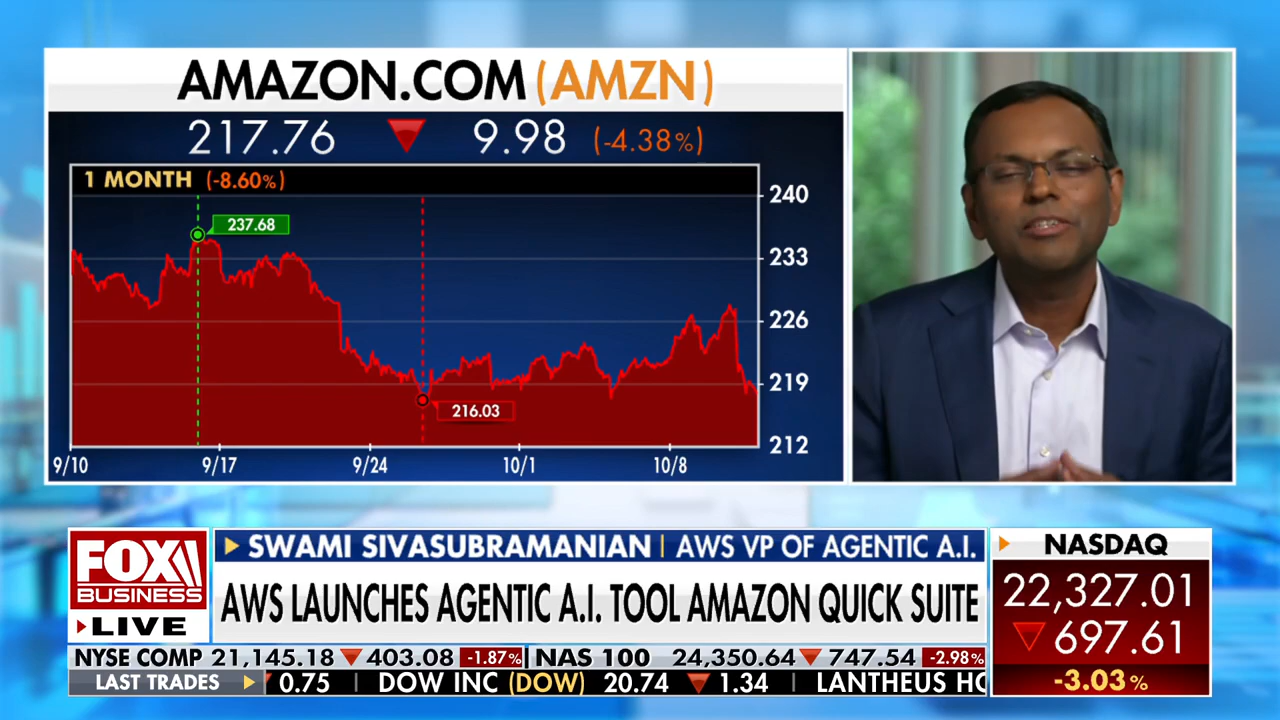 AMAZON.COM (AMZN)
217.76 ▼ 9.98 (-4.38%)
1 MONTH (-8.60%)
240
237.68
233
226
219
216.03
212
9/10 9/17 9/24 10/1 10/8
FOX BUSINESS
LIVE
SWAMI SIVASUBRAMANIAN | AWS VP OF AGENTIC A.I.
AWS LAUNCHES AGENTIC A.I. TOOL AMAZON QUICK SUITE
NASDAQ
22,327.01
▼ 697.61
-3.03%
NYSE COMP 21,145.18 ▼ 403.08 -1.87% | NAS 100 24,350.64 ▼ 747.54 -2.98%
LAST TRADES 0.75 | DOW INC (DOW) 20.74 ▼ 1.34 | LANTHEUS HO